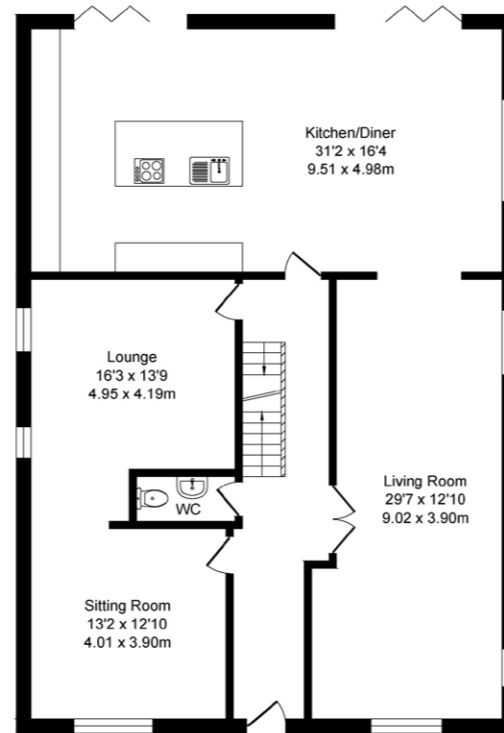 Kitchen/Diner
31'2 x 16'4
9.51 x 4.98m
Lounge
16'3 x 13'9
4.95 x 4.19m
WC
Living Room
29'7 x 12'10
9.02 x 3.90m
Sitting Room
13'2 x 12'10
4.01 x 3.90m